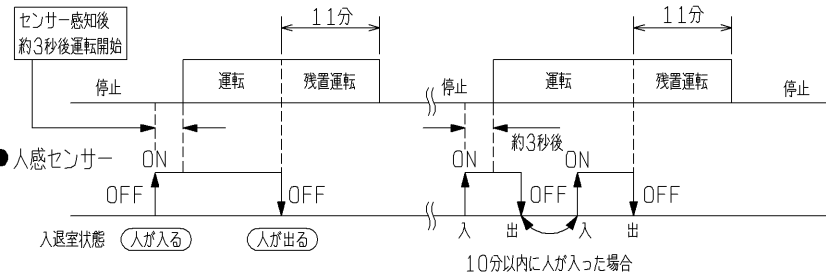 センサー感知後
約3秒後運転開始
11分
11分
停止
運転
残置運転
停止
運転
残置運転
停止
約3秒後
●人感センサー
ON
OFF
OFF
ON
OFF
ON
OFF
入退室状態
人が入る
人が出る
入
出
入
出
10分以内に人が入った場合